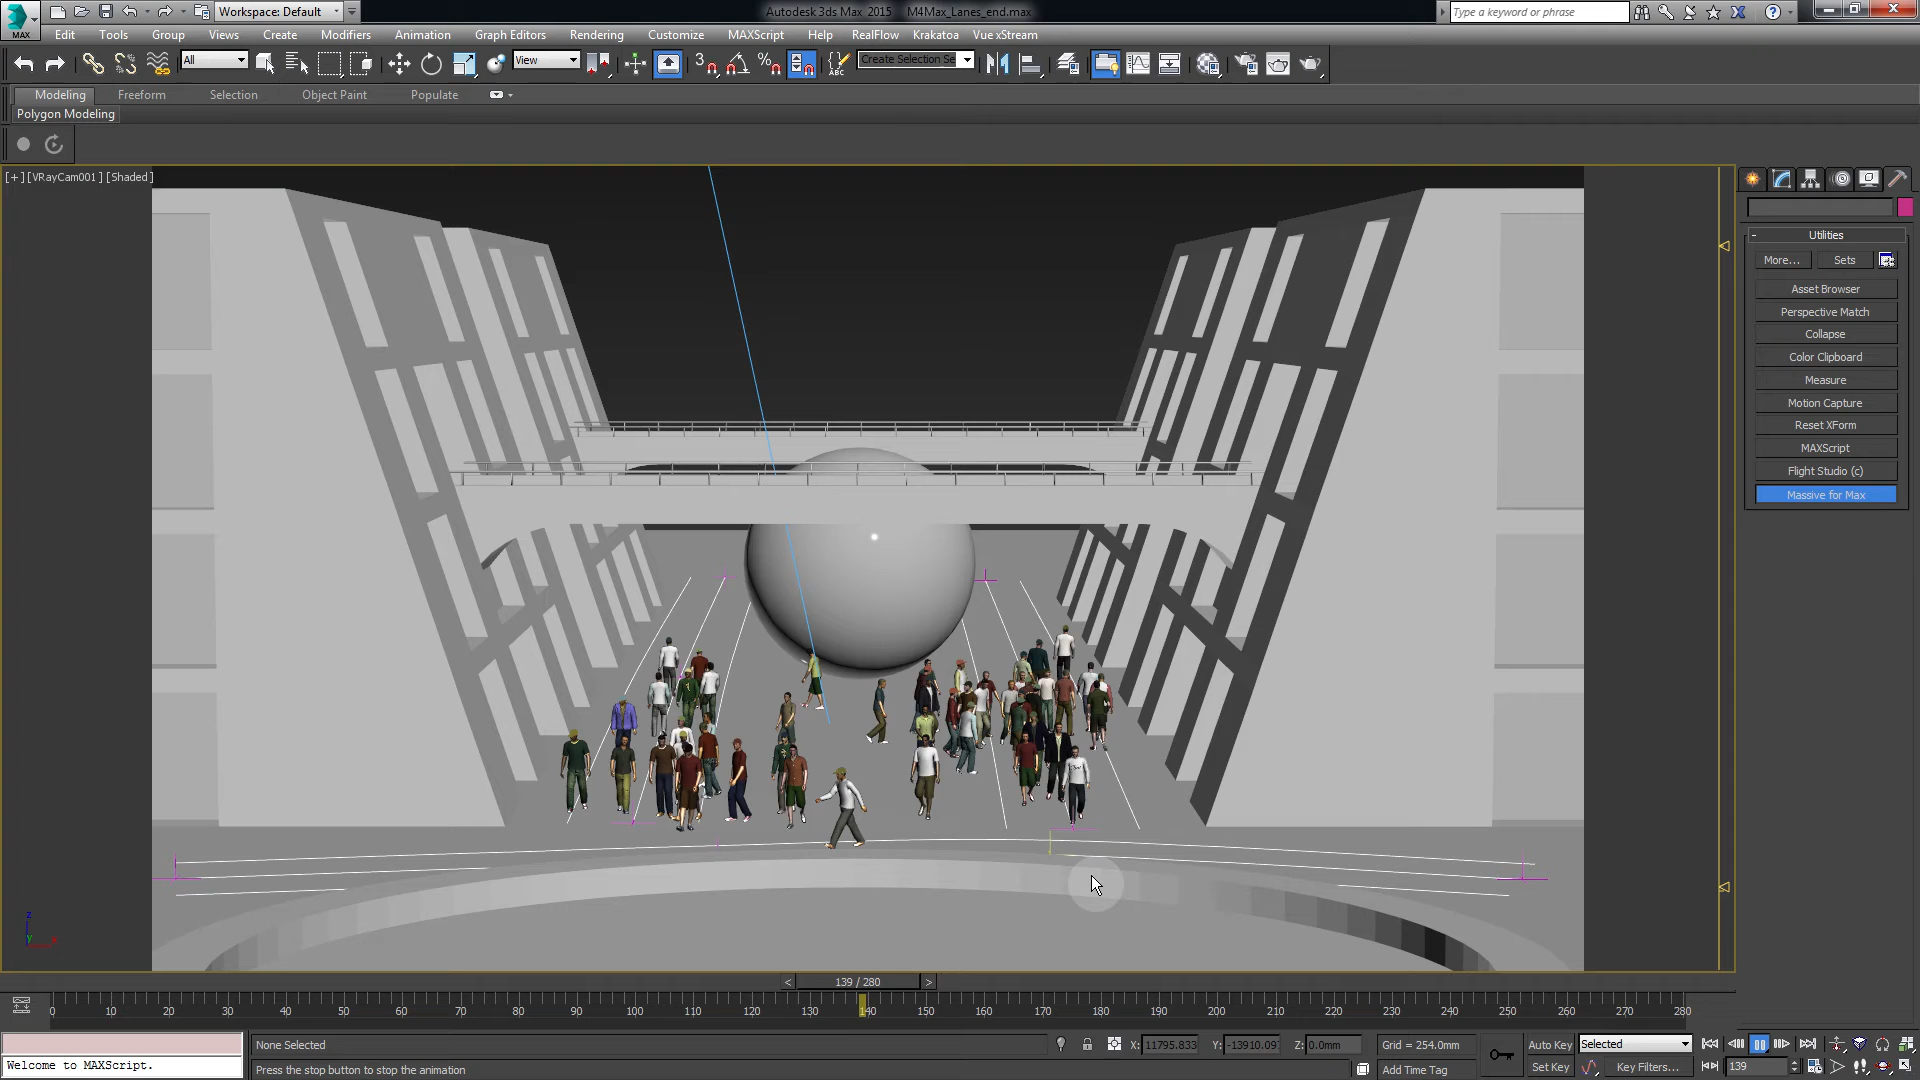 Workspace: Default
Autodesk 3ds Max 2015 M4Max_Lanes_end.max
Type a keyword or phrase
MAX
Edit Tools Group Views Create Modifiers Animation Graph Editors Rendering Customize MAXScript Help RealFlow Krakatoa Vue xStream
All
View
3
%
ABC
Create Selection Se
Modeling Freeform Selection Object Paint Populate
Polygon Modeling
[+] [VRayCam001] [Shaded]
Utilities
More... Sets
Asset Browser
Perspective Match
Collapse
Color Clipboard
Measure
Motion Capture
Reset XForm
MAXScript
Flight Studio (c)
Massive for Max
z
y
x
< 139 / 280 >
0 10 20 30 40 50 60 70 80 90 100 110 120 130 140 150 160 170 180 190 200 210 220 230 240 250 260 270 280
None Selected
X: 11795.833 Y: -13910.097 Z: 0.0mm Grid = 254.0mm
Auto Key Selected
Welcome to MAXScript.
Press the stop button to stop the animation
Add Time Tag
Set Key Key Filters... 139